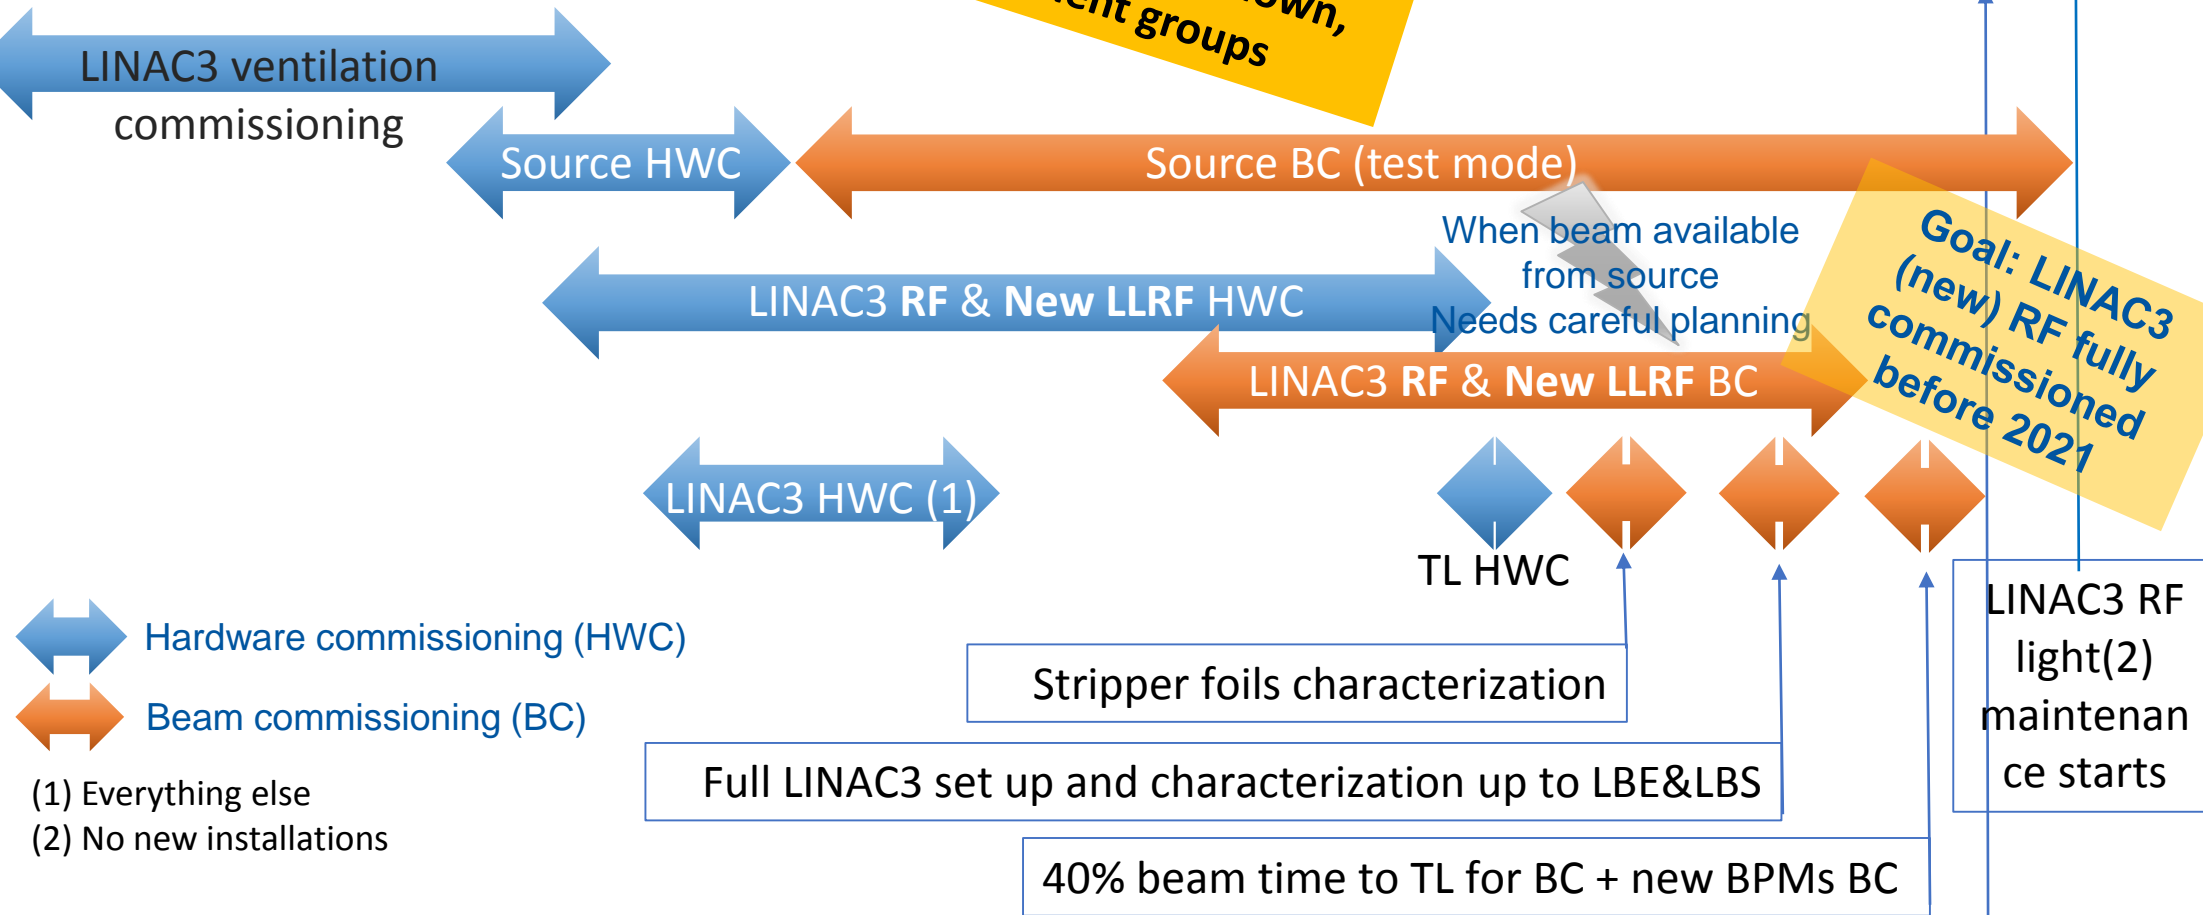 own,
ent groups
LINAC3 ventilation
commissioning
Source HWC
Source BC (test mode)
When beam available
from source
Needs careful planning
Goal: LINAC3
(new) RF fully
commissioned
before 2021
LINAC3 RF & New LLRF HWC
LINAC3 RF & New LLRF BC
LINAC3 HWC (1)
TL HWC
Hardware commissioning (HWC)
Beam commissioning (BC)
(1) Everything else
(2) No new installations
Stripper foils characterization
Full LINAC3 set up and characterization up to LBE&LBS
40% beam time to TL for BC + new BPMs BC
LINAC3 RF
light(2)
maintenan
ce starts